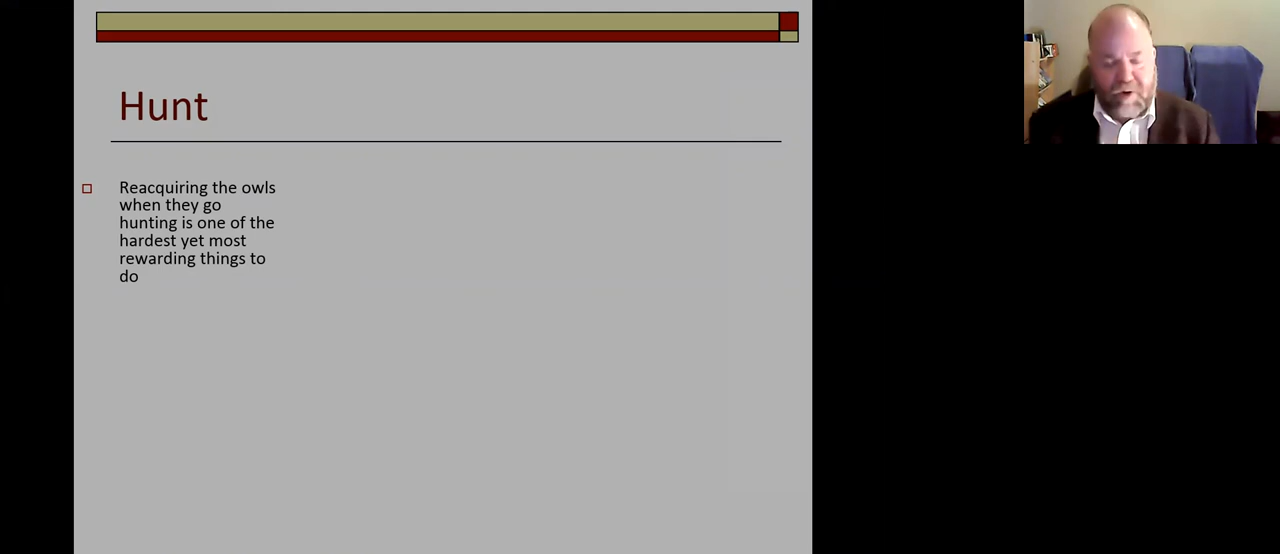 Hunt
Reacquiring the owls
when they go
hunting is one of the
hardest yet most
rewarding things to
do